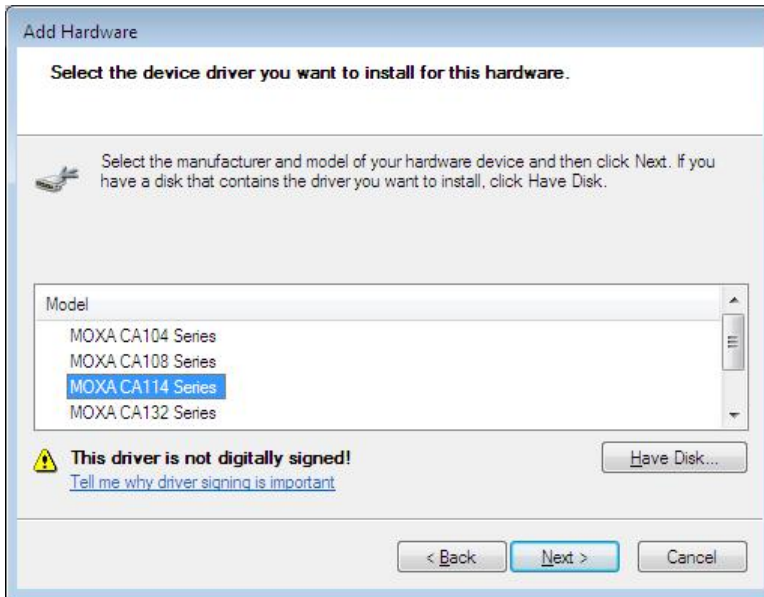 Add Hardware
Select the device driver you want to install for this hardware.
Select the manufacturer and model of your hardware device and then click Next. If you
have a disk that contains the driver you want to install, click Have Disk.
Model
MOXA CA104 Series
MOXA CA108 Series
MOXA CA114 Series
MOXA CA132 Series
This driver is not digitally signed!
Have Disk...
Tell me why driver signing is important
< Back
Next >
Cancel